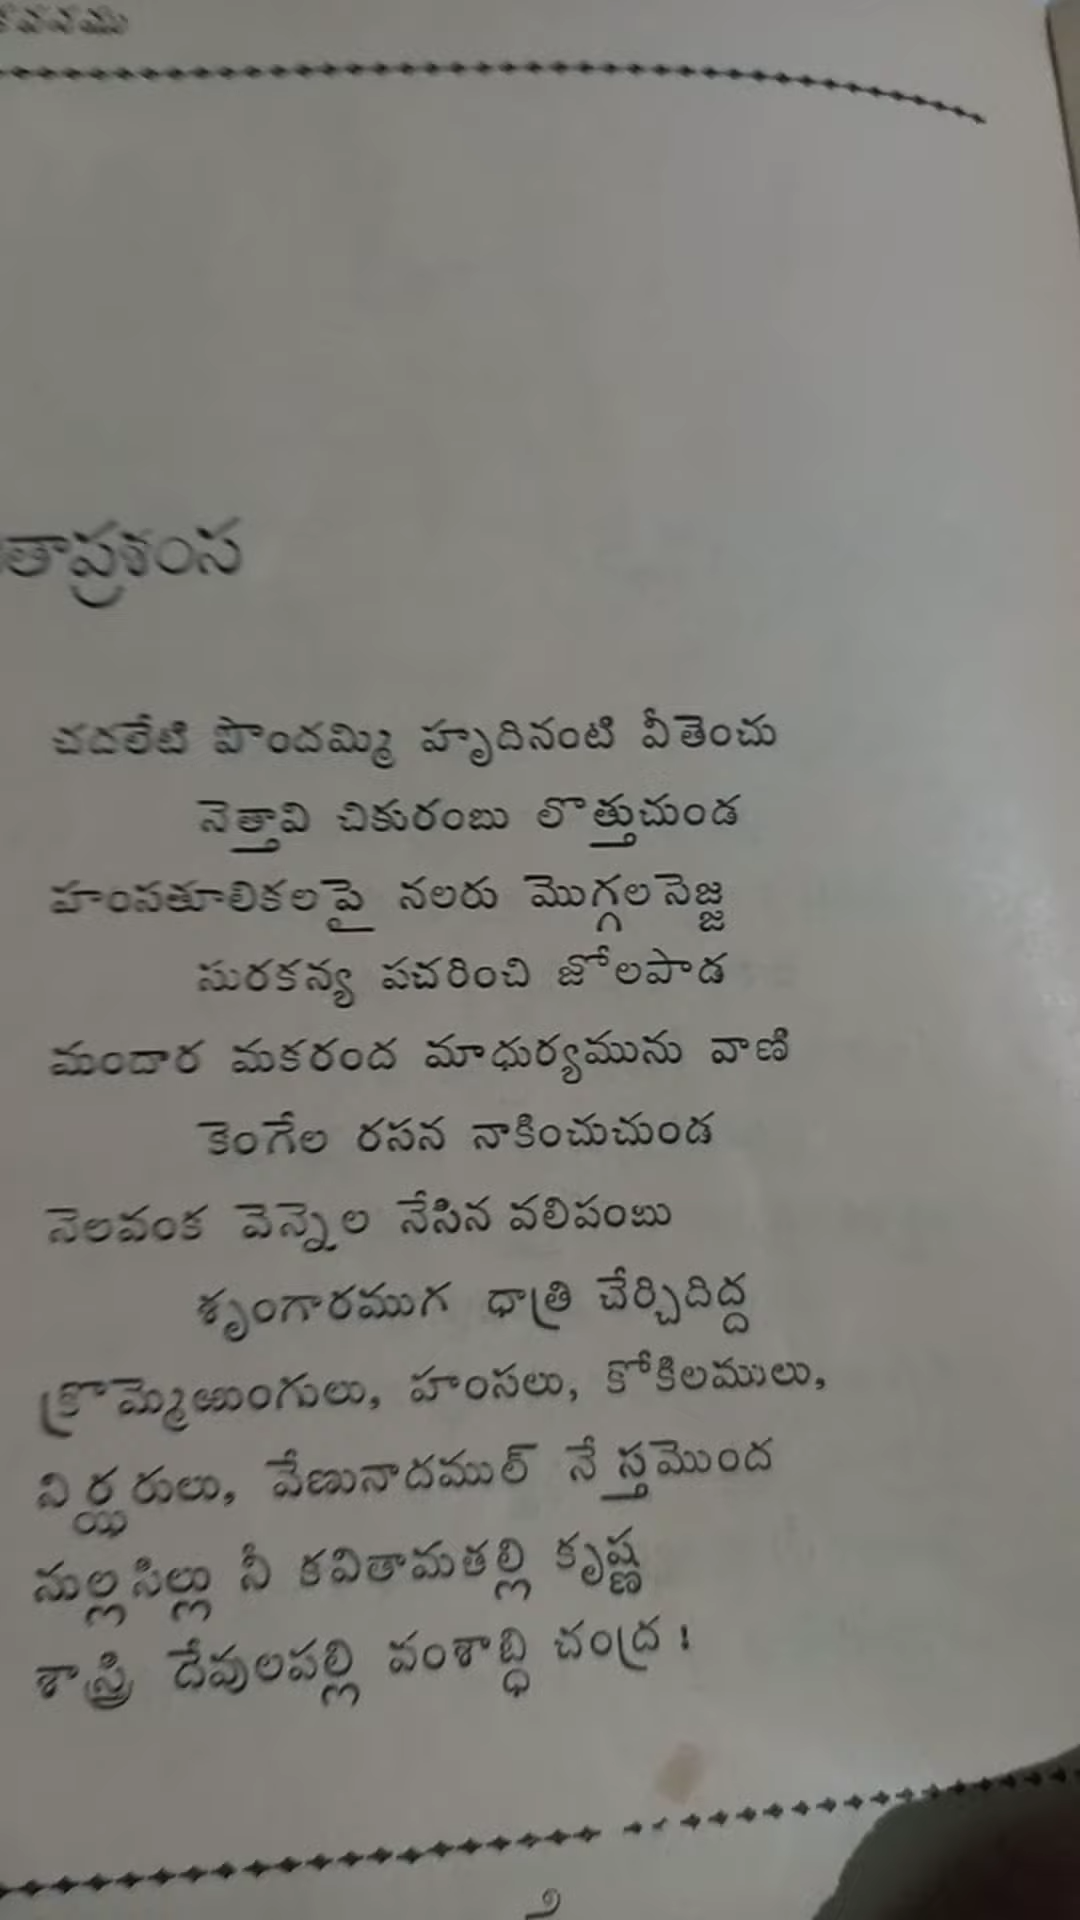 తాప్రశంస
చదలేటి పొందమ్మి హృదినంటి వీతెంచు
నెత్తావి చికురంబు లొత్తుచుండ
హంసతూలికలపై నలరు మొగ్గలసెజ్జ
సురకన్య పచరించి జోలపాడ
మందార మకరంద మాధుర్యమును వాణి
కెంగేల రసన నాకించుచుండ
నెలవంక వెన్నెల నేసిన వలిపంబు
శృంగారముగ ధాత్రి చేర్చిదిద్ద
క్రొమ్మెఱుంగులు, హంసలు, కోకిలములు,
నిర్ఝరులు, వేణునాదముల్ నేస్తమొంద
నుల్లసిల్లు నీ కవితామతల్లి కృష్ణ
శాస్త్రి దేవులపల్లి వంశాబ్ధి చంద్ర!